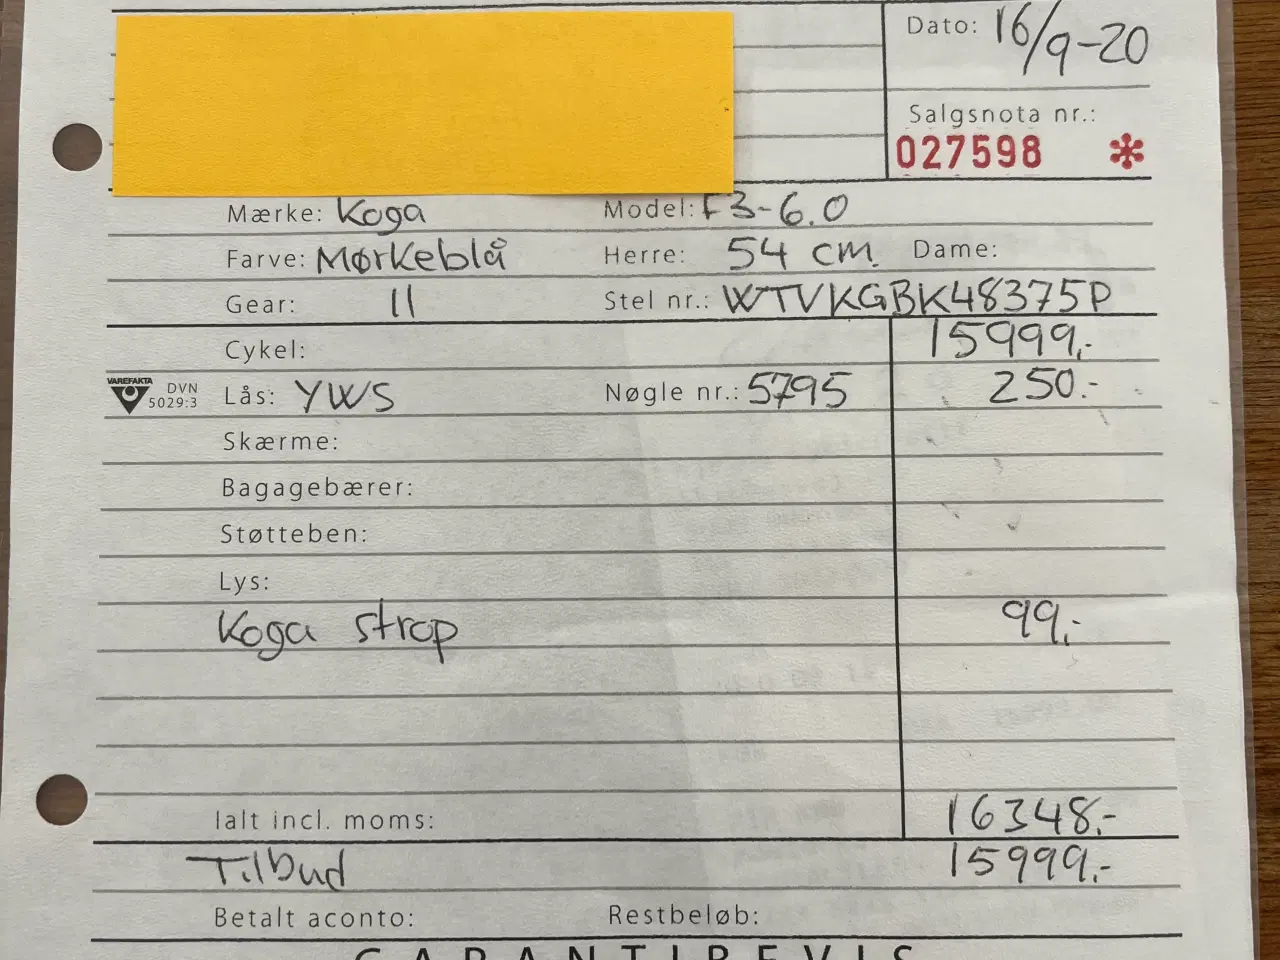 Dato: 16/9-20
Salgsnota nr.:
027598 *
Mærke: Koga Model: F3-6.0
Farve: Mørkeblå Herre: 54 cm. Dame:
Gear: 11 Stel nr.: WTVKGBK48375P
Cykel: 15999,-
VAREFAKTA DVN 5029:3 Lås: YWS Nøgle nr.: 5795 250.-
Skærme:
Bagagebærer:
Støtteben:
Lys:
Koga strop 99,-
Ialt incl. moms: 16348.-
Tilbud 15999,-
Betalt aconto: Restbeløb:
GARANTIBEVIS